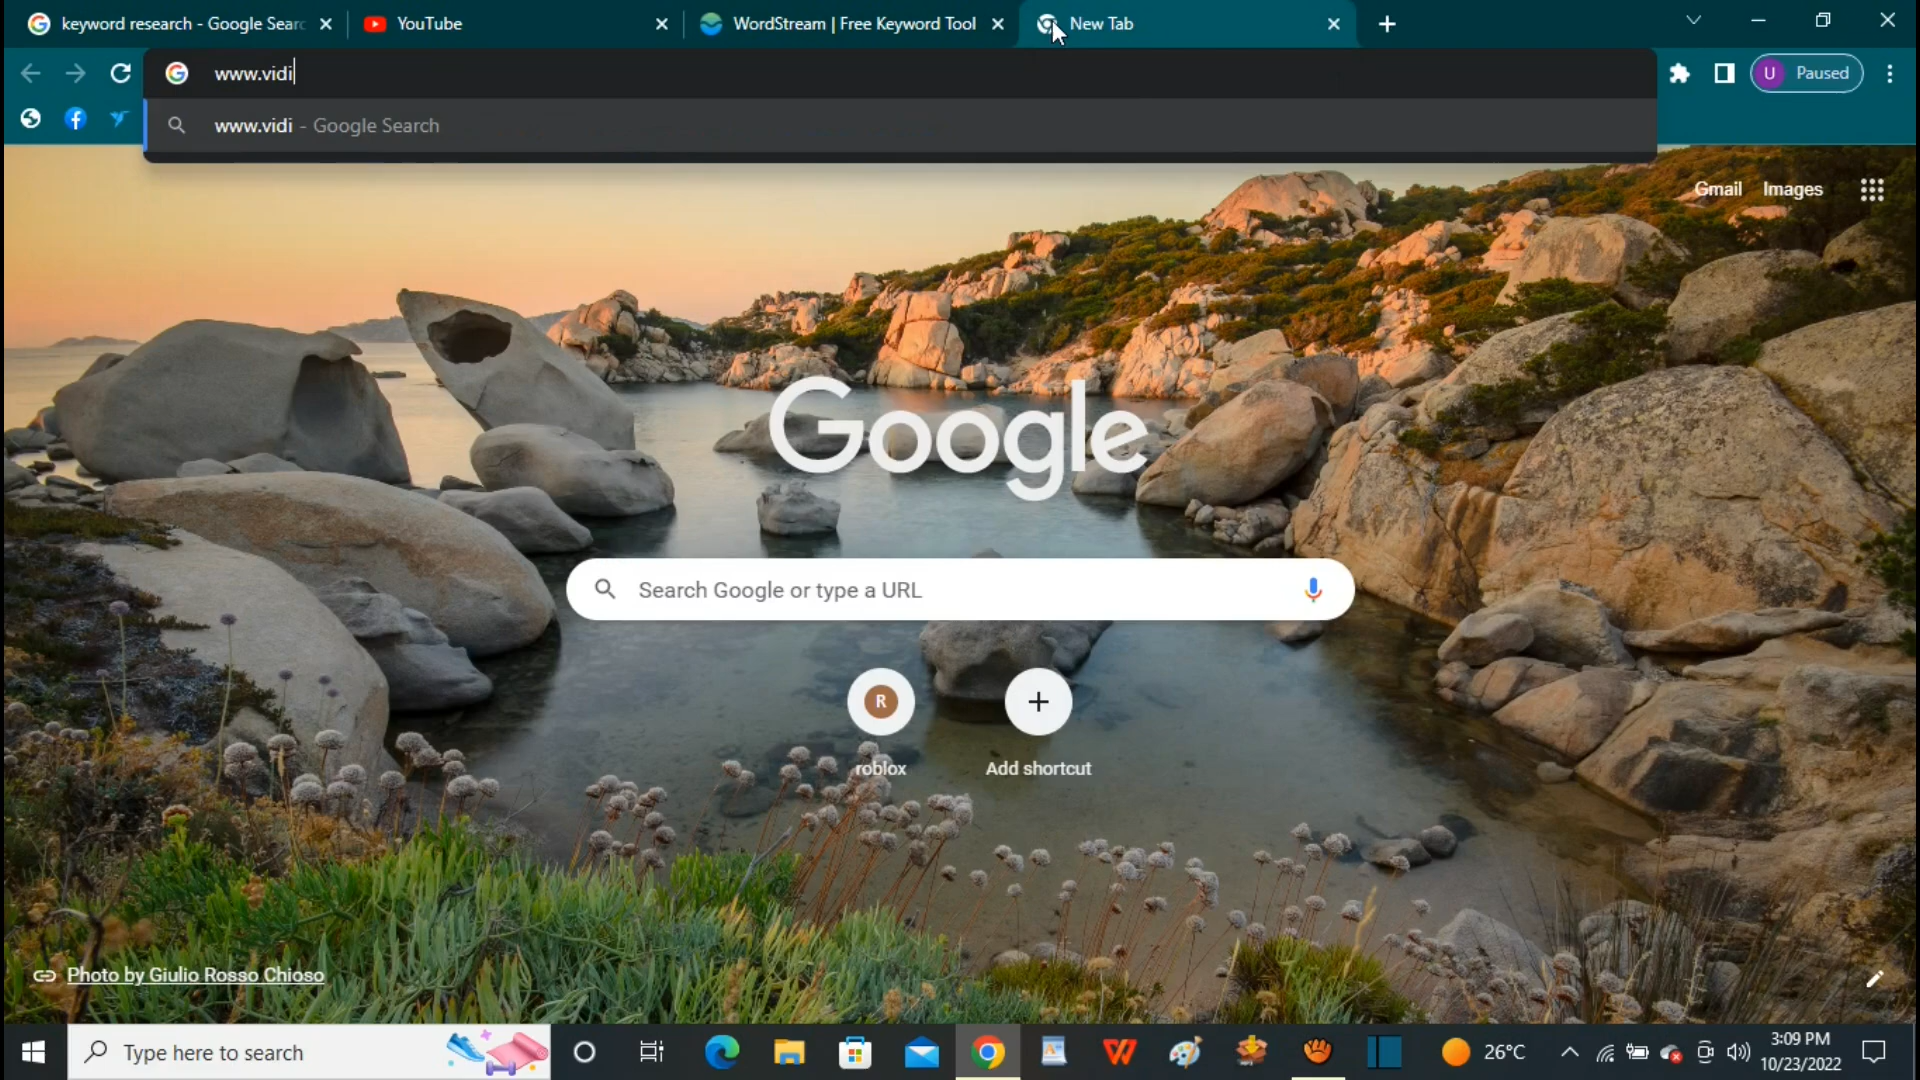 keyword research - Google Searc
YouTube
WordStream | Free Keyword Tool
New Tab
www.vidi
U Paused
www.vidi - Google Search
Gmail Images
Google
Search Google or type a URL
R
roblox
Add shortcut
Photo by Giulio Rosso Chioso
Type here to search
26°C
3:09 PM
10/23/2022